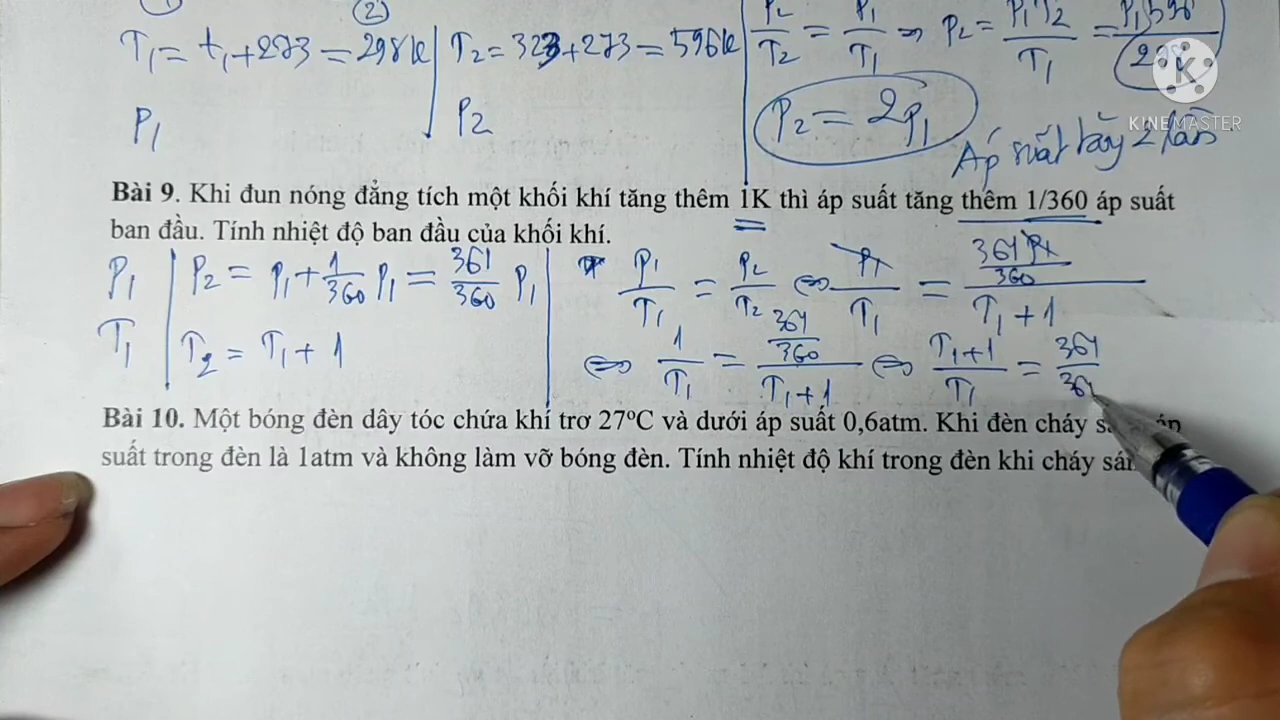 ① ②
T₁ = t₁ + 273 = 298K | T₂ = 323 + 273 = 596K | P₂/T₂ = P₁/T₁ ⇒ P₂ = P₁T₂/T₁ = P₁.596/298
P₁ | P₂ | P₂ = 2P₁
Áp suất tăng 2 lần
KINEMASTER
Bài 9. Khi đun nóng đẳng tích một khối khí tăng thêm 1K thì áp suất tăng thêm 1/360 áp suất
ban đầu. Tính nhiệt độ ban đầu của khối khí.
P₁ | P₂ = P₁ + 1/360 P₁ = 361/360 P₁ | * P₁/T₁ = P₂/T₂ ⇔ P₁/T₁ = (361 P₁/360)/(T₁ + 1)
T₁ | T₂ = T₁ + 1 | ⇔ 1/T₁ = (361/360)/(T₁ + 1) ⇔ (T₁ + 1)/T₁ = 361/36
Bài 10. Một bóng đèn dây tóc chứa khí trơ 27⁰C và dưới áp suất 0,6atm. Khi đèn cháy
suất trong đèn là 1atm và không làm vỡ bóng đèn. Tính nhiệt độ khí trong đèn khi cháy